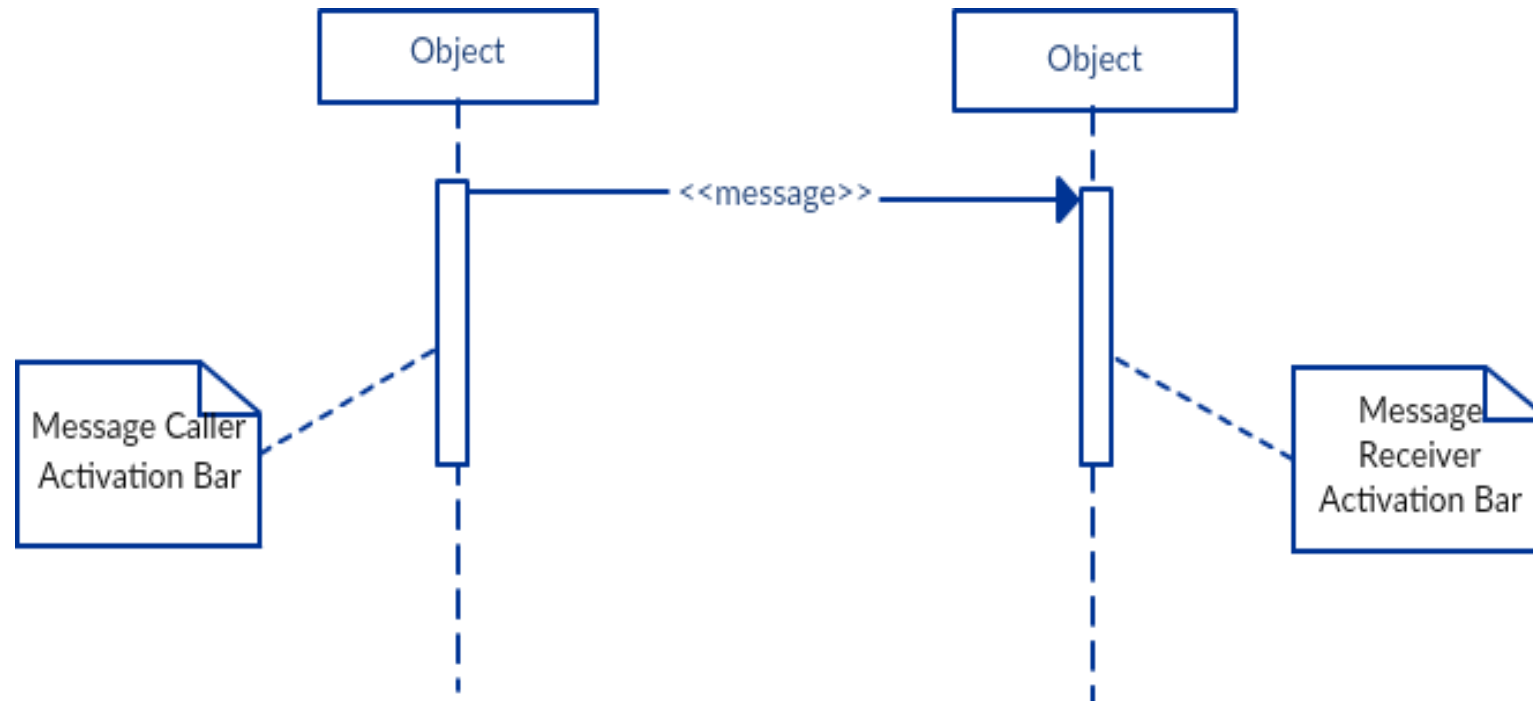 Object
Object
<<message>>
Message Caller
Activation Bar
Message
Receiver
Activation Bar